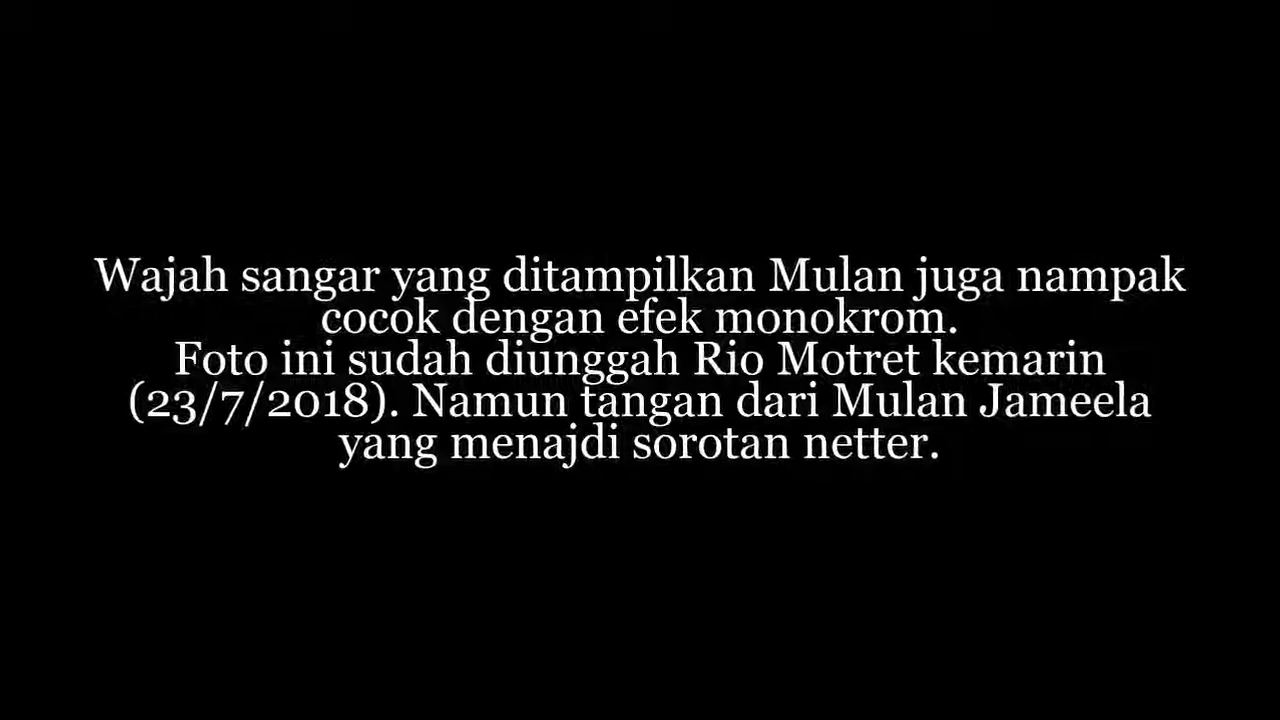 Wajah sangar yang ditampilkan Mulan juga nampak
cocok dengan efek monokrom.
Foto ini sudah diunggah Rio Motret kemarin
(23/7/2018). Namun tangan dari Mulan Jameela
yang menajdi sorotan netter.